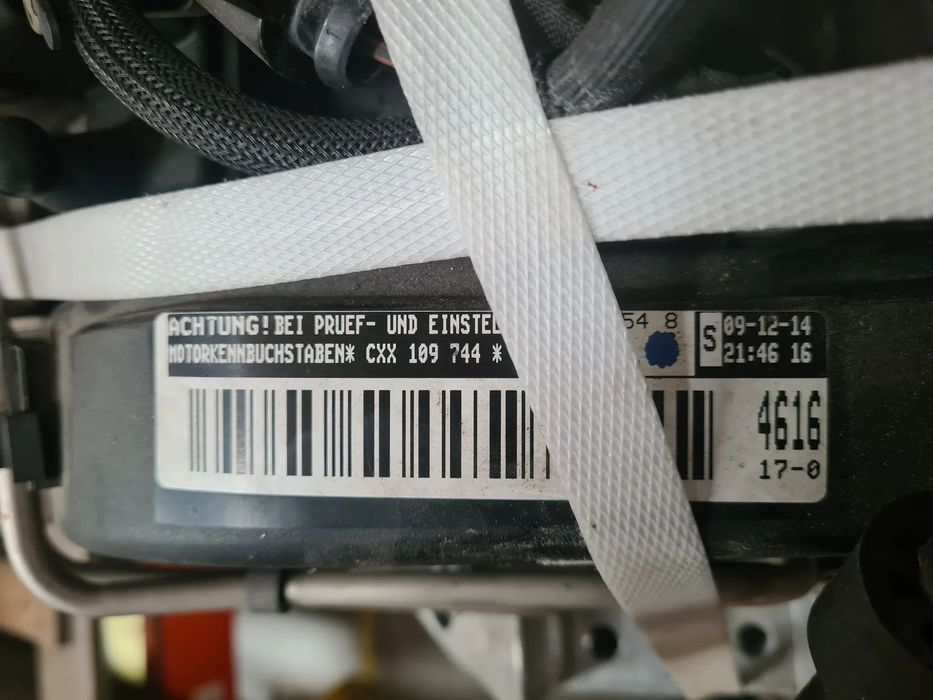 ACHTUNG! BEI PRUEF- UND EINSTEL
MOTORKENNBUCHSTABEN* CXX 109 744 *
54 8
S
09-12-14
21:46 16
4616
17-0